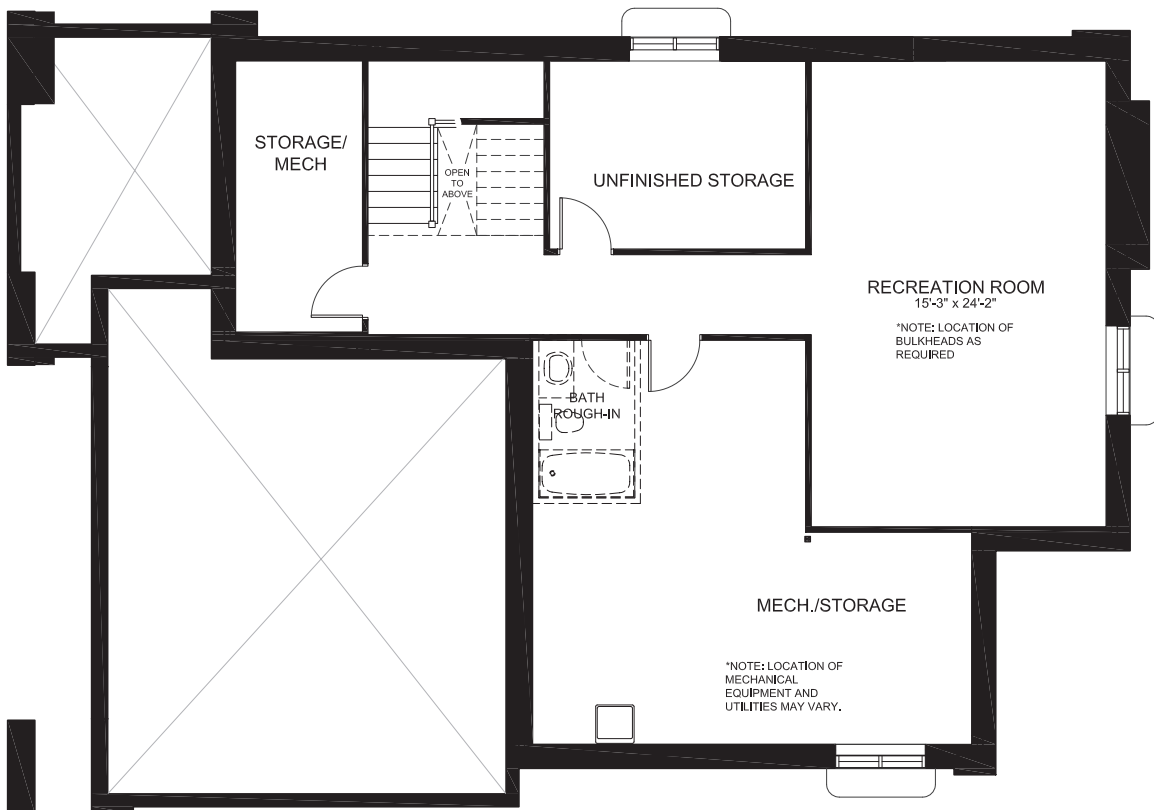 STORAGE/
MECH
OPEN
TO
ABOVE
UNFINISHED STORAGE
RECREATION ROOM
15'-3" x 24'-2"
*NOTE: LOCATION OF
BULKHEADS AS
REQUIRED
BATH
ROUGH-IN
MECH./STORAGE
*NOTE: LOCATION OF
MECHANICAL
EQUIPMENT AND
UTILITIES MAY VARY.